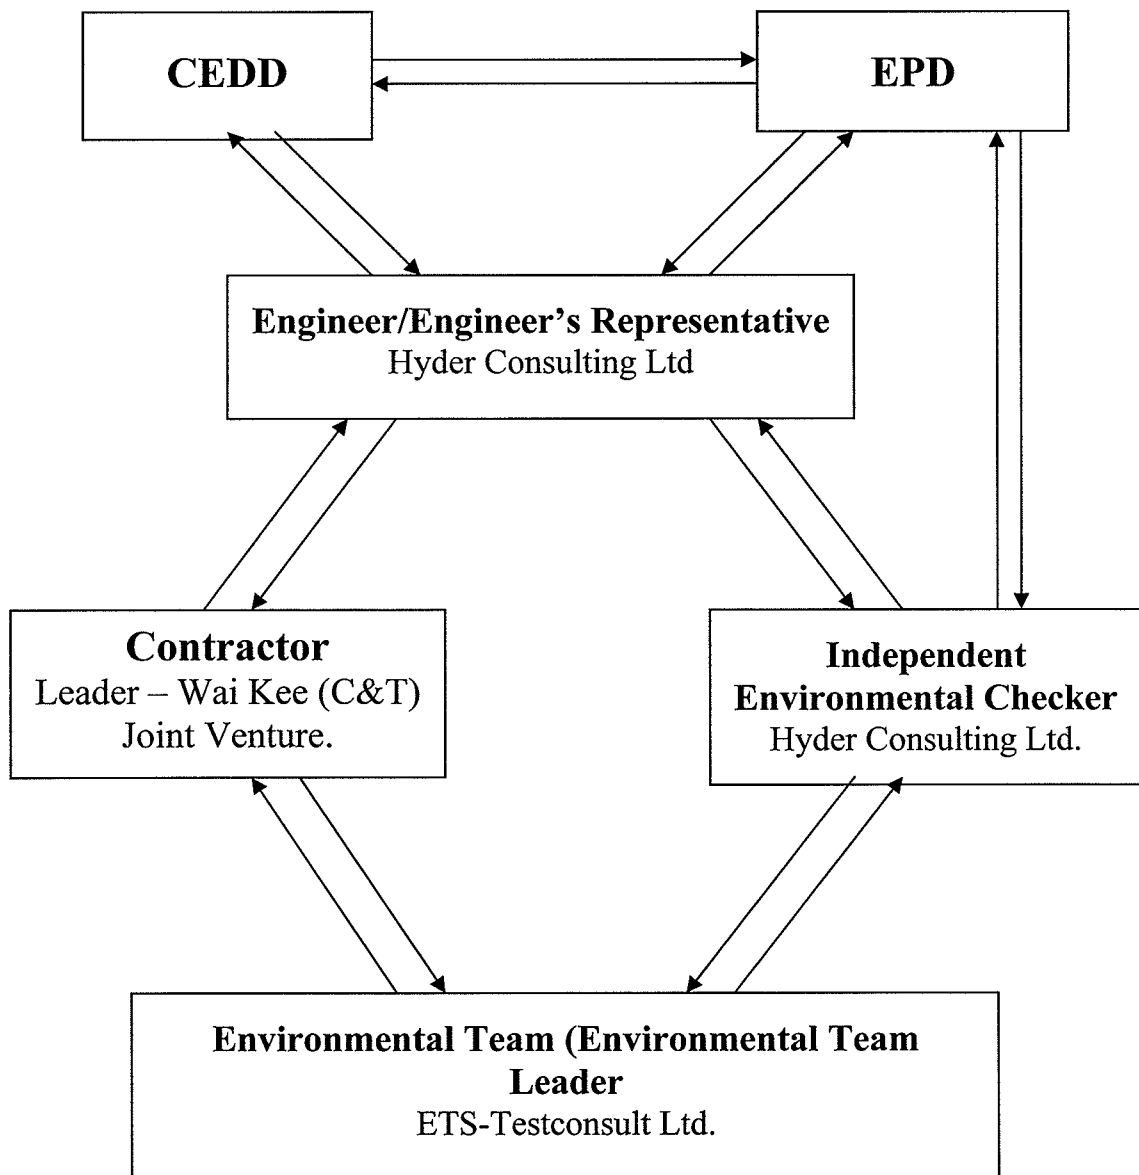 CEDD
EPD
Engineer/Engineer’s Representative
Hyder Consulting Ltd
Contractor
Leader – Wai Kee (C&T)
Joint Venture.
Independent
Environmental Checker
Hyder Consulting Ltd.
Environmental Team (Environmental Team
Leader
ETS-Testconsult Ltd.